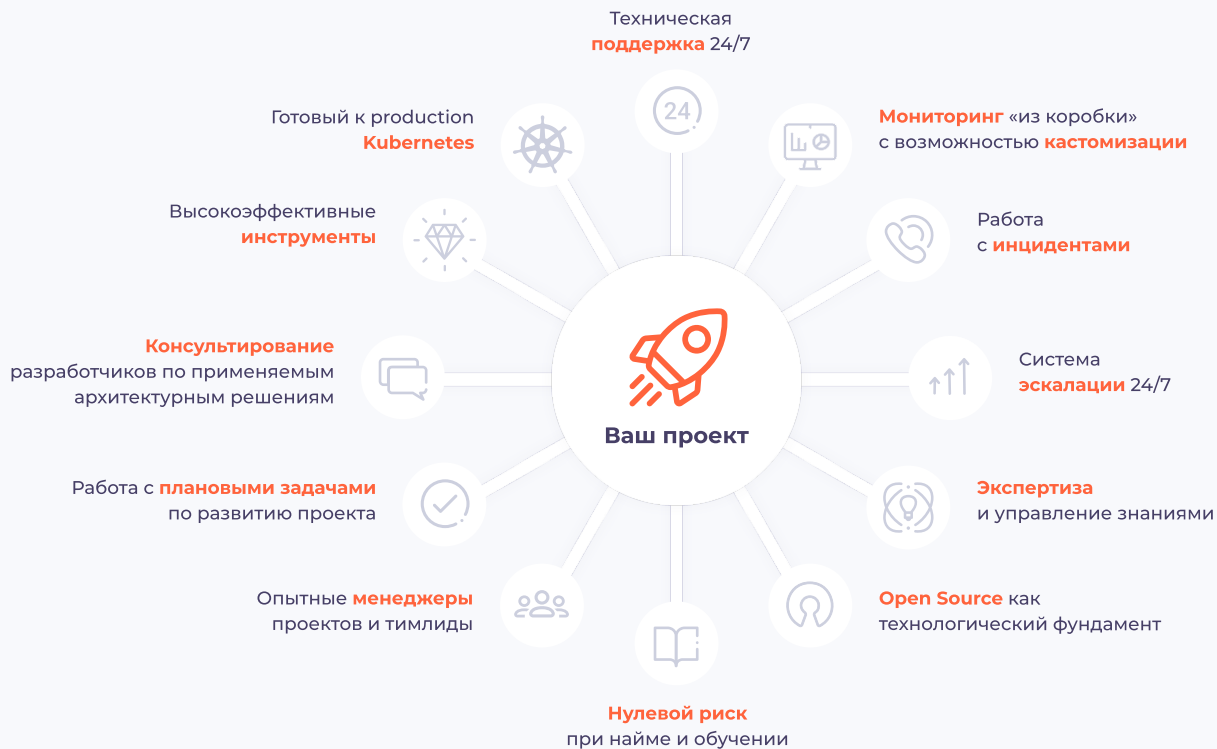 Техническая
поддержка 24/7
24
Мониторинг «из коробки»
с возможностью кастомизации
Работа
с инцидентами
Система
эскалации 24/7
Экспертиза
и управление знаниями
Open Source как
технологический фундамент
Нулевой риск
при найме и обучении
Опытные менеджеры
проектов и тимлиды
Работа с плановыми задачами
по развитию проекта
Консультирование
разработчиков по применяемым
архитектурным решениям
Высокоэффективные
инструменты
Готовый к production
Kubernetes
Ваш проект